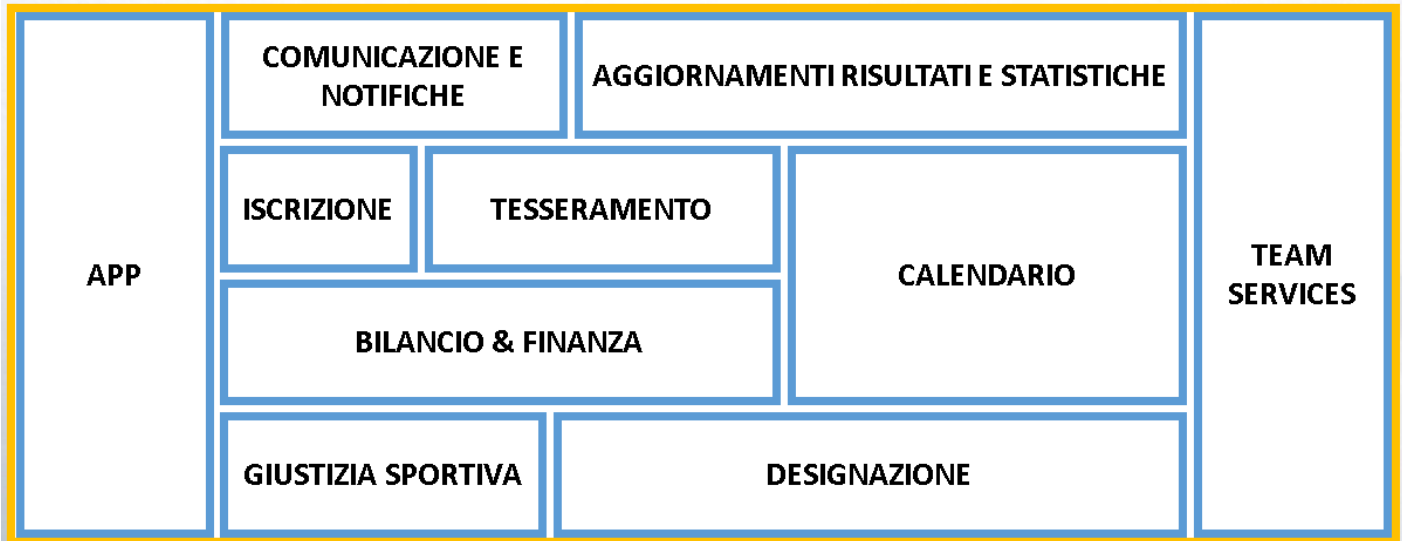 COMUNICAZIONE E
NOTIFICHE
AGGIORNAMENTI RISULTATI E STATISTICHE
ISCRIZIONE
TESSERAMENTO
APP
CALENDARIO
TEAM
SERVICES
BILANCIO & FINANZA
GIUSTIZIA SPORTIVA
DESIGNAZIONE